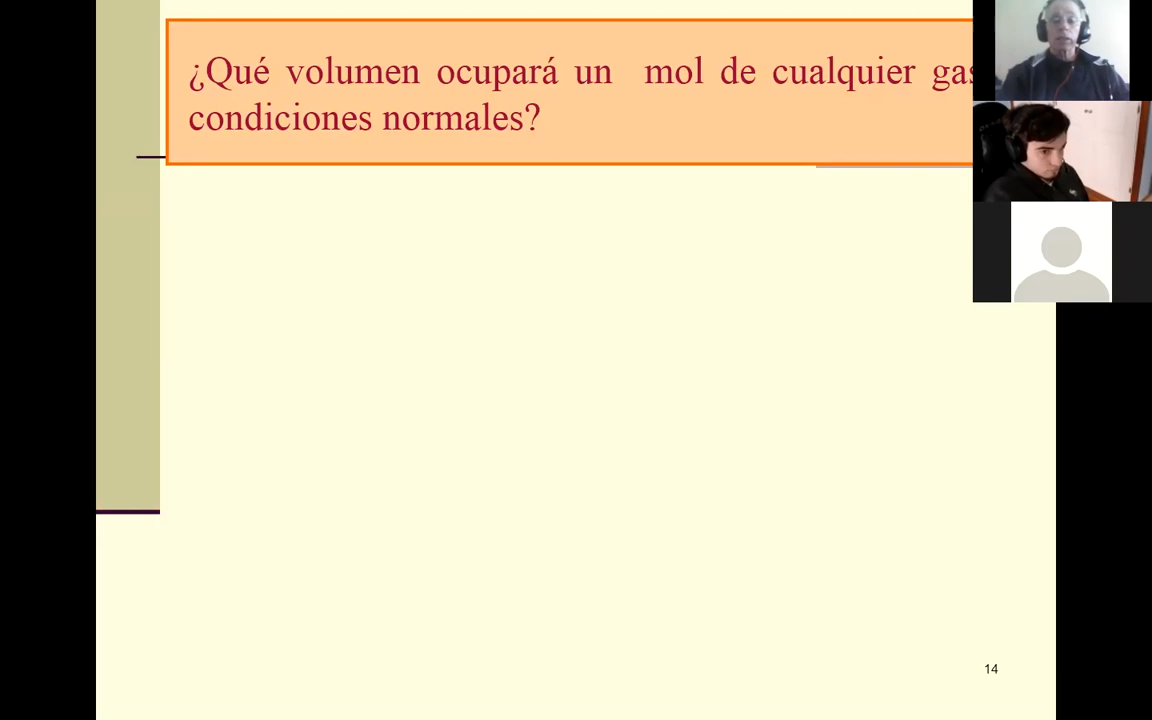 ¿Qué volumen ocupará un mol de cualquier gas
condiciones normales?
14